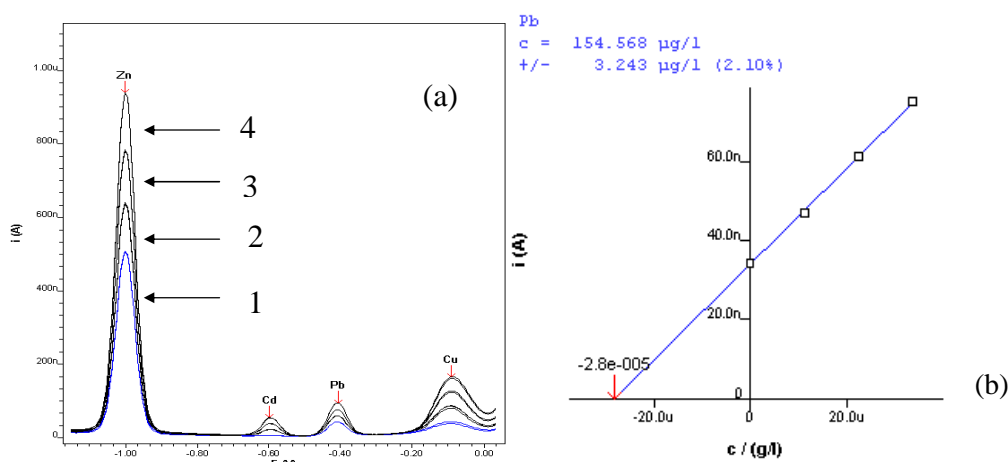 (a)
i (A)
1.00u
800n
600n
400n
200n
0
Zn
4
3
2
1
Cd
Pb
Cu
-1.00
-0.80
-0.60
-0.40
-0.20
0.00
Pb
c = 154.568 µg/l
+/- 3.243 µg/l (2.10%)
i (A)
60.0n
40.0n
20.0n
0
-2.8e-005
-20.0u
0
20.0u
c / (g/l)
(b)